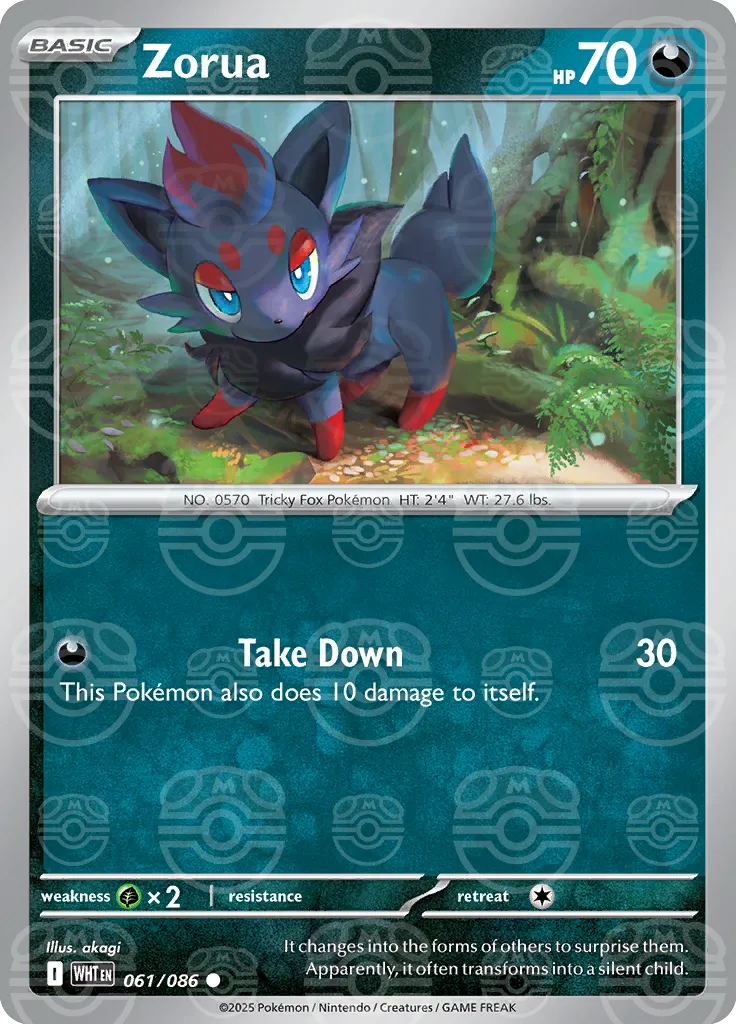 BASIC
Zorua
HP 70
NO. 0570 Tricky Fox Pokémon HT: 2'4" WT: 27.6 lbs.
Take Down 30
This Pokémon also does 10 damage to itself.
weakness ×2 | resistance retreat
Illus. akagi
It changes into the forms of others to surprise them.
Apparently, it often transforms into a silent child.
I WHT EN 061/086
©2025 Pokémon / Nintendo / Creatures / GAME FREAK